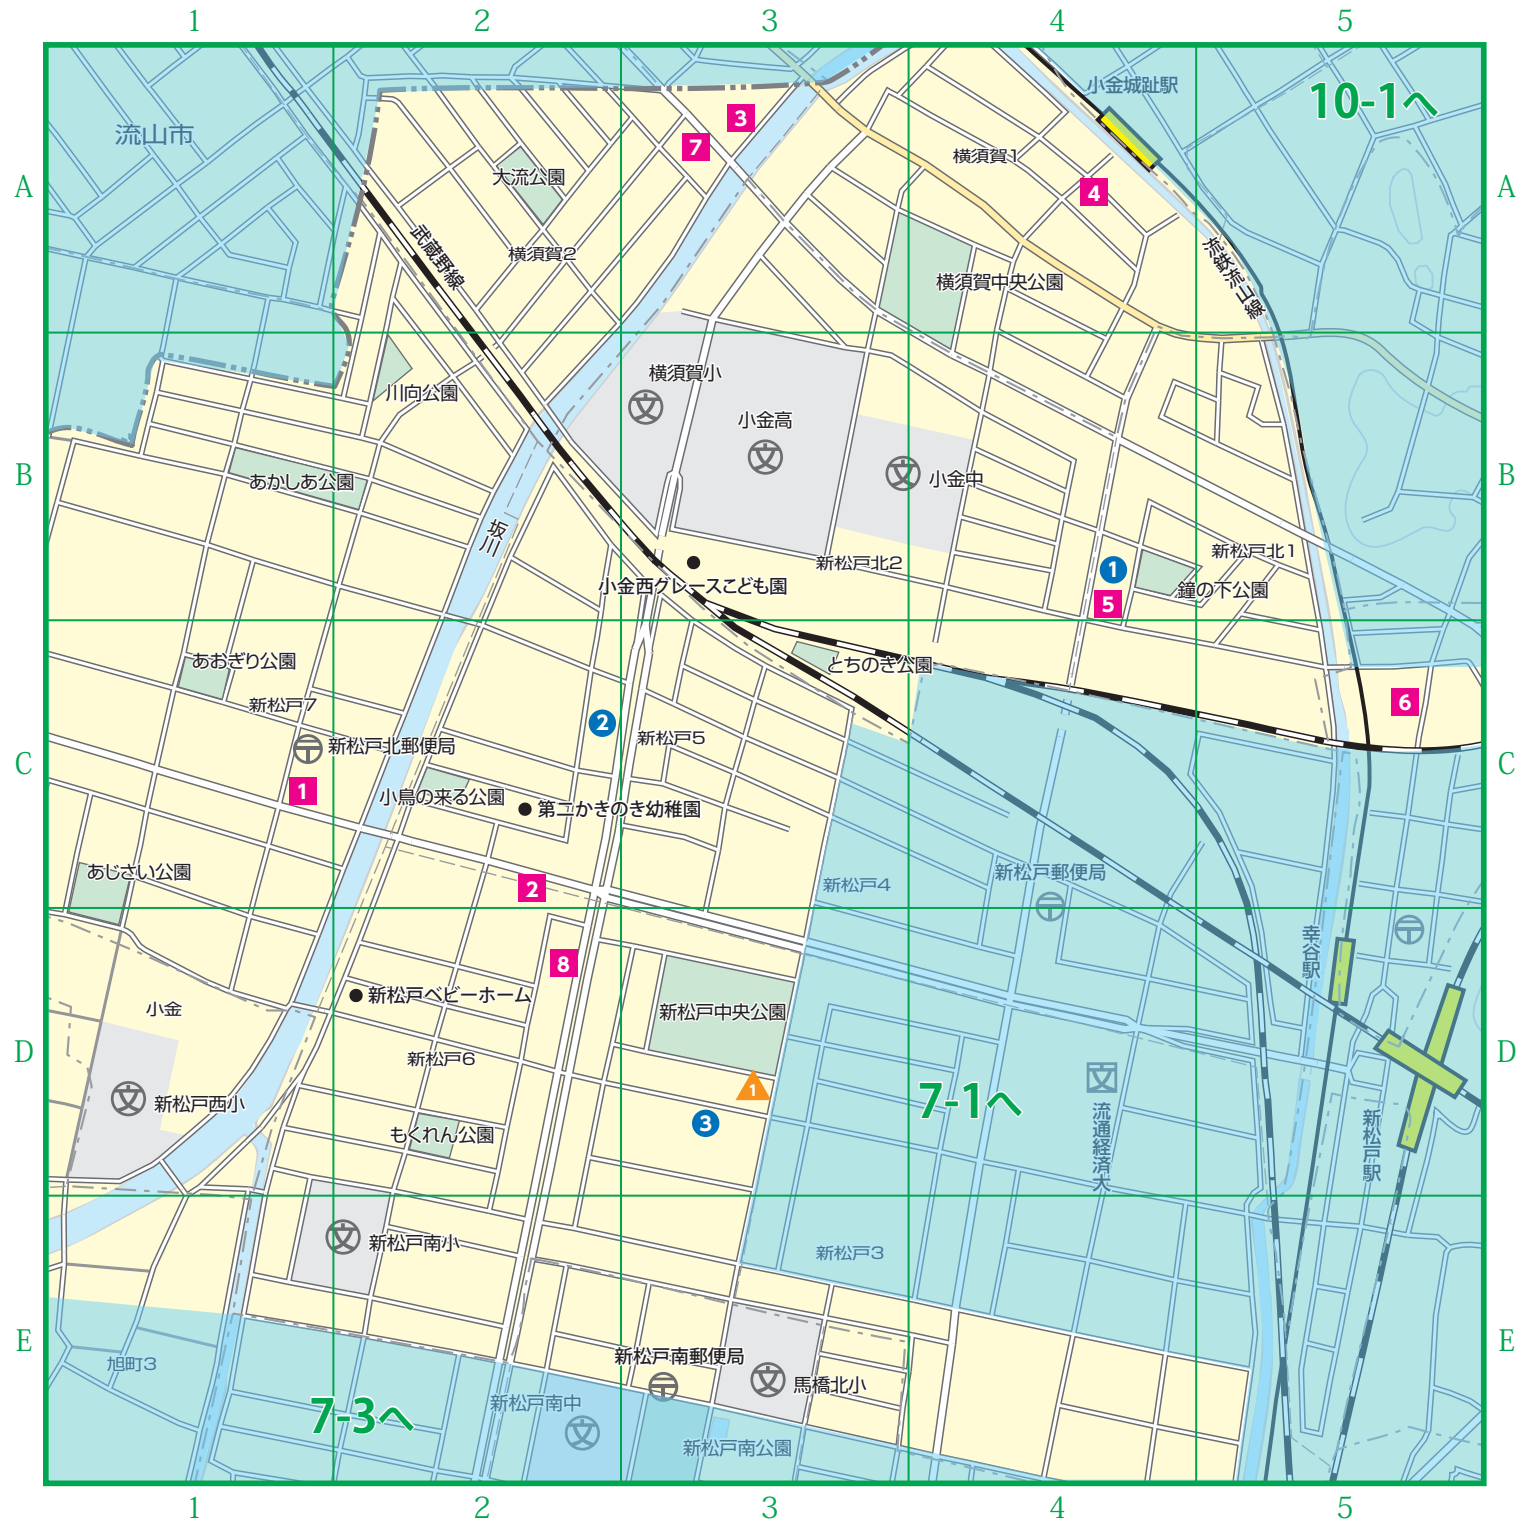 1 2 3 4 5
A
A
B
B
C
C
D
D
E
E
小金城趾駅
10-1へ
流山市
3
7
横須賀1
4
大流公園
武蔵野線
横須賀2
流鉄流山線
横須賀中央公園
横須賀小
文
川向公園
小金高
文
小金中
文
あかしあ公園
坂川
新松戸北2
新松戸北1
1
小金西グレースこども園
鐘の下公園
5
あおぎり公園
とちのき公園
新松戸7
6
2
新松戸5
新松戸北郵便局
〒
1
小鳥の来る公園
第二かきのき幼稚園
あじさい公園
新松戸郵便局
〒
新松戸4
2
幸谷駅
〒
8
新松戸ベビーホーム
小金
新松戸中央公園
新松戸6
文
流通経済大
1
7-1へ
新松戸西小
文
3
新松戸駅
もくれん公園
新松戸南小
文
新松戸3
旭町3
新松戸南郵便局
〒
馬橋北小
文
7-3へ
新松戸南中
文
新松戸南公園
1 2 3 4 5